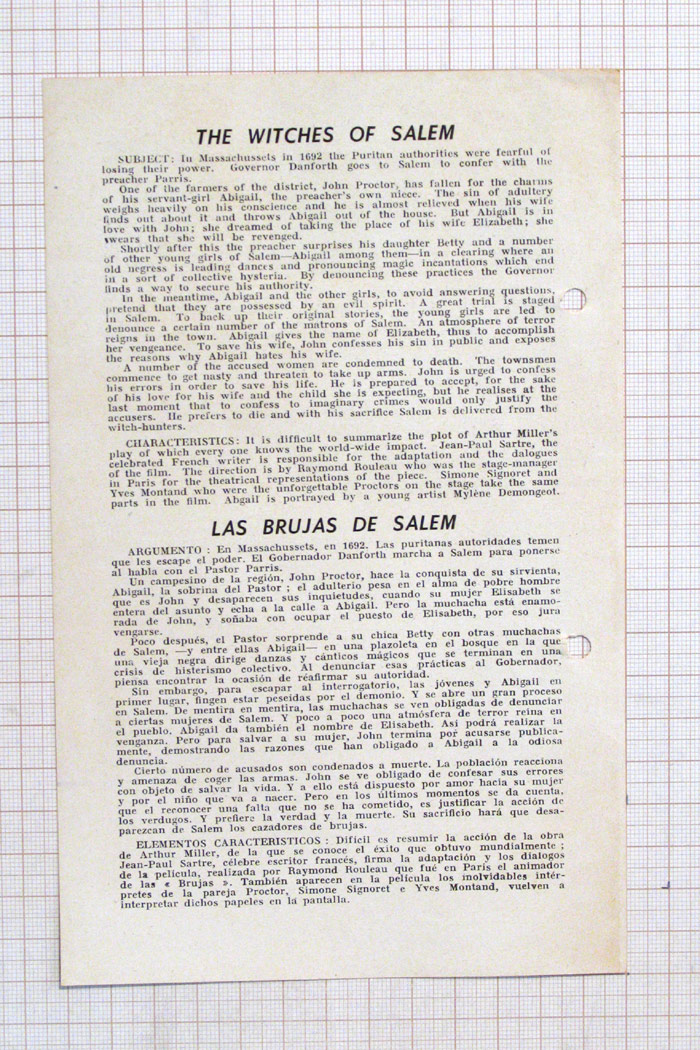 THE WITCHES OF SALEM
SUBJECT: In Massachussets in 1692 the Puritan authorities were fearful of
losing their power. Governor Danforth goes to Salem to confer with the
preacher Parris.
One of the farmers of the district, John Proctor, has fallen for the charms
of his servant-girl Abigail, the preacher's own niece. The sin of adultery
weighs heavily on his conscience and he is almost relieved when his wife
finds out about it and throws Abigail out of the house. But Abigail is in
love with John; she dreamed of taking the place of his wife Elizabeth; she
swears that she will be revenged.
Shortly after this the preacher surprises his daughter Betty and a number
of other young girls of Salem—Abigail among them—in a clearing where an
old negress is leading dances and pronouncing magic incantations which end
in a sort of collective hysteria. By denouncing these practices the Governor
finds a way to secure his authority.
In the meantime, Abigail and the other girls, to avoid answering questions,
pretend that they are possessed by an evil spirit. A great trial is staged
in Salem. To back up their original stories, the young girls are led to
denounce a certain number of the matrons of Salem. An atmosphere of terror
reigns in the town. Abigail gives the name of Elizabeth, thus to accomplish
her vengeance. To save his wife, John confesses his sin in public and exposes
the reasons why Abigail hates his wife.
A number of the accused women are condemned to death. The townsmen
commence to get nasty and threaten to take up arms. John is urged to confess
his errors in order to save his life. He is prepared to accept, for the sake
of his love for his wife and the child she is expecting, but he realises at the
last moment that to confess to imaginary crimes would only justify the
accusers. He prefers to die and with his sacrifice Salem is delivered from the
witch-hunters.
CHARACTERISTICS: It is difficult to summarize the plot of Arthur Miller's
play of which every one knows the world-wide impact. Jean-Paul Sartre, the
celebrated French writer is responsible for the adaptation and the dalogues
of the film. The direction is by Raymond Rouleau who was the stage-manager
in Paris for the theatrical representations of the piece. Simone Signoret and
Yves Montand who were the unforgettable Proctors on the stage take the same
parts in the film. Abgail is portrayed by a young artist Mylène Demongeot.
LAS BRUJAS DE SALEM
ARGUMENTO : En Massachussets, en 1692. Las puritanas autoridades temen
que les escape el poder. El Gobernador Danforth marcha a Salem para ponerse
al habla con el Pastor Parris.
Un campesino de la región, John Proctor, hace la conquista de su sirvienta,
Abigail, la sobrina del Pastor ; el adulterio pesa en el alma de pobre hombre
que es John y desaparecen sus inquietudes, cuando su mujer Elisabeth se
entera del asunto y echa a la calle a Abigail. Pero la muchacha está enamo-
rada de John, y soñaba con ocupar el puesto de Elisabeth, por eso jura
vengarse.
Poco después, el Pastor sorprende a su chica Betty con otras muchachas
de Salem, —y entre ellas Abigail— en una plazoleta en el bosque en la que
una vieja negra dirige danzas y cánticos mágicos que se terminan en una
crisis de histerismo colectivo. Al denunciar esas prácticas al Gobernador,
piensa encontrar la ocasión de réafirmar su autoridad.
Sin embargo, para escapar al interrogatorio, las jóvenes y Abigail en
primer lugar, fingen estar peseidas por el demonio. Y se abre un gran proceso
en Salem. De mentira en mentira, las muchachas se ven obligadas de denunciar
a ciertas mujeres de Salem. Y poco a poco una atmósfera de terror reina en
el pueblo. Abigail da también el nombre de Elisabeth. Así podrá realizar la
venganza. Pero para salvar a su mujer, John termina por acusarse publica-
mente, demostrando las razones que han obligado a Abigail a la odiosa
denuncia.
Cierto número de acusados son condenados a muerte. La población reacciona
y amenaza de coger las armas. John se ve obligado de confesar sus errores
con objeto de salvar la vida. Y a ello está dispuesto por amor hacia su mujer
y por el niño que va a nacer. Pero en los últimos momentos se da cuenta,
que el reconocer una falta que no se ha cometido, es justificar la acción de
los verdugos. Y prefiere la verdad y la muerte. Su sacrificio hará que desa-
parezcan de Salem los cazadores de brujas.
ELEMENTOS CARACTERISTICOS : Difícil es resumir la acción de la obra
de Arthur Miller, de la que se conoce el éxito que obtuvo mundialmente ;
Jean-Paul Sartre, célebre escritor francés, firma la adaptación y los dialogos
de la película, realizada por Raymond Rouleau que fué en París el animador
de las « Brujas ». También aparecen en la película los inolvidables intér-
pretes de la pareja Proctor, Simone Signoret e Yves Montand, vuelven a
interpretar dichos papeles en la pantalla.